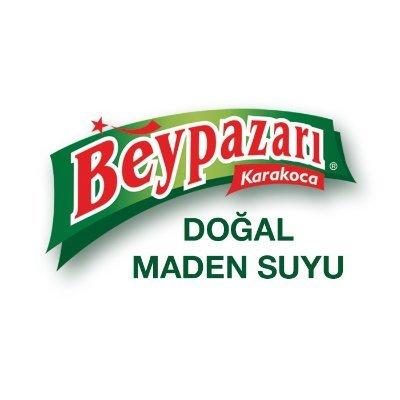 Beypazarı
Karakoca
®
DOĞAL
MADEN SUYU